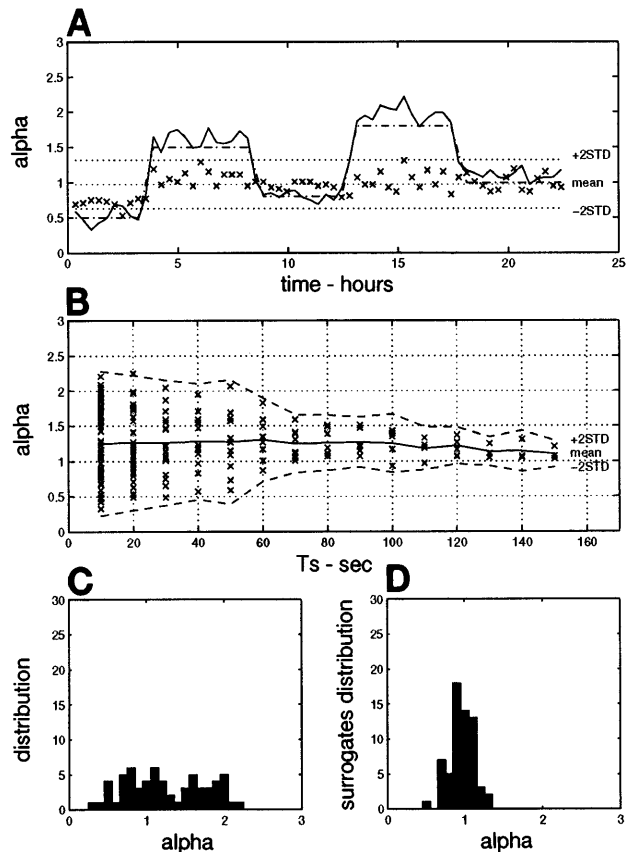 A
3
2.5
2
1.5
1
0.5
0
alpha
+2STD
mean
−2STD
0 5 10 15 20 25
time - hours
B
3
2.5
2
1.5
1
0.5
0
alpha
+2STD
mean
−2STD
0 20 40 60 80 100 120 140 160
Ts - sec
C
30
25
20
15
10
5
0
distribution
0 1 2 3
alpha
D
30
25
20
15
10
5
0
surrogates distribution
0 1 2 3
alpha